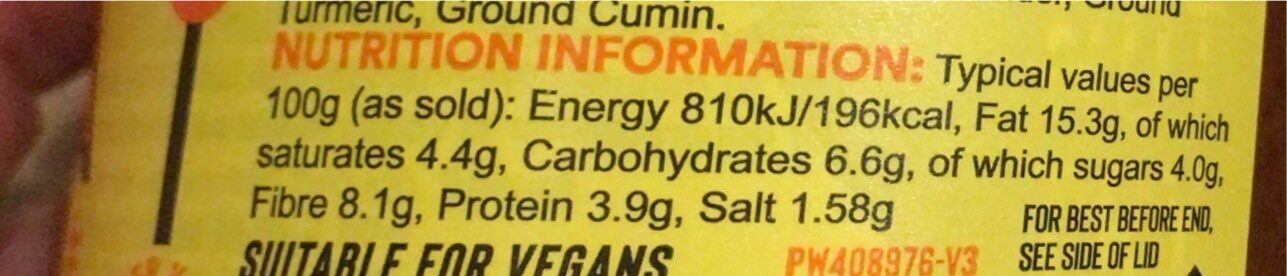 Turmeric, Ground Cumin.
Ground
NUTRITION INFORMATION: Typical values per
100g (as sold): Energy 810kJ/196kcal, Fat 15.3g, of which
saturates 4.4g, Carbohydrates 6.6g, of which sugars 4.0g,
Fibre 8.1g, Protein 3.9g, Salt 1.58g
FOR BEST BEFORE END,
SUITABLE FOR VEGANS PW408976-V3 SEE SIDE OF LID